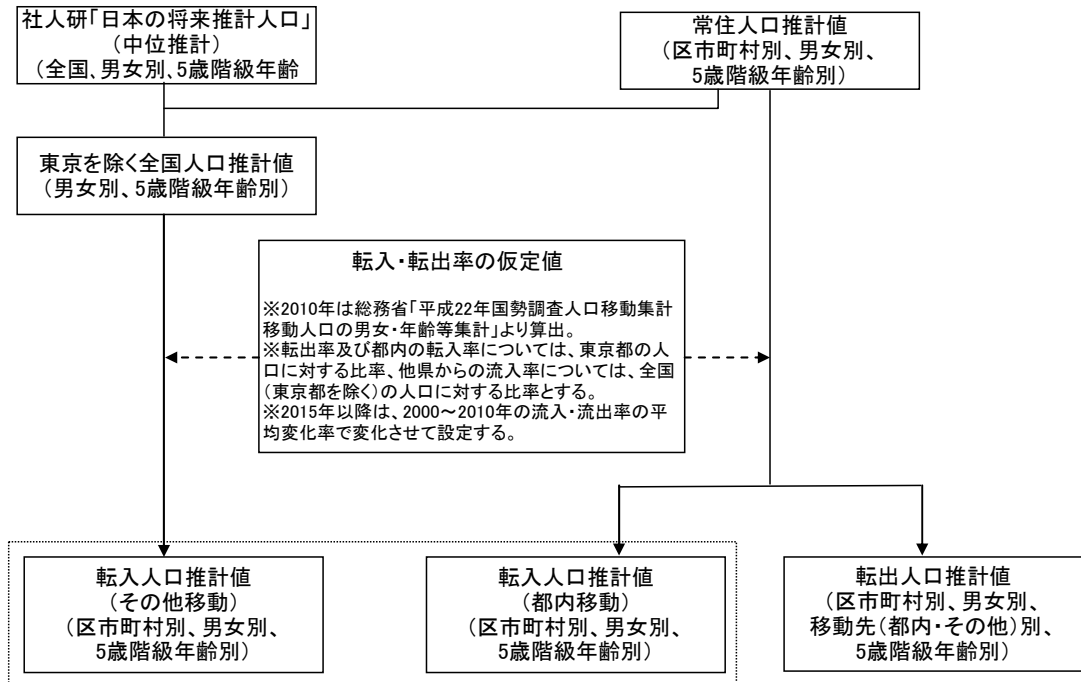 社人研「日本の将来推計人口」
(中位推計)
(全国、男女別、5歳階級年齢
常住人口推計値
(区市町村別、男女別、
5歳階級年齢別)
東京を除く全国人口推計値
(男女別、5歳階級年齢別)
転入・転出率の仮定値
※2010年は総務省「平成22年国勢調査人口移動集計
移動人口の男女・年齢等集計」より算出。
※転出率及び都内の転入率については、東京都の人
口に対する比率、他県からの流入率については、全国
(東京都を除く)の人口に対する比率とする。
※2015年以降は、2000～2010年の流入・流出率の平
均変化率で変化させて設定する。
転入人口推計値
(その他移動)
(区市町村別、男女別、
5歳階級年齢別)
転入人口推計値
(都内移動)
(区市町村別、男女別、
5歳階級年齢別)
転出人口推計値
(区市町村別、男女別、
移動先(都内・その他)別、
5歳階級年齢別)